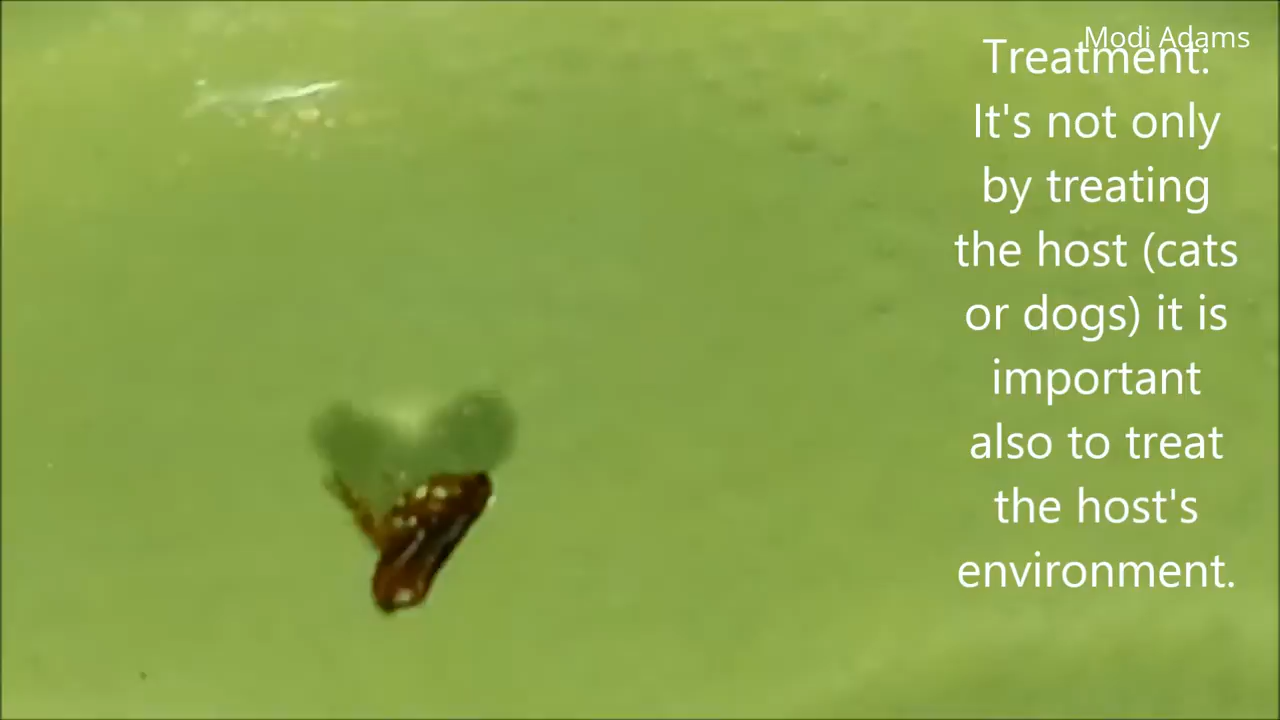 Modi Adams
Treatment:
It's not only
by treating
the host (cats
or dogs) it is
important
also to treat
the host's
environment.